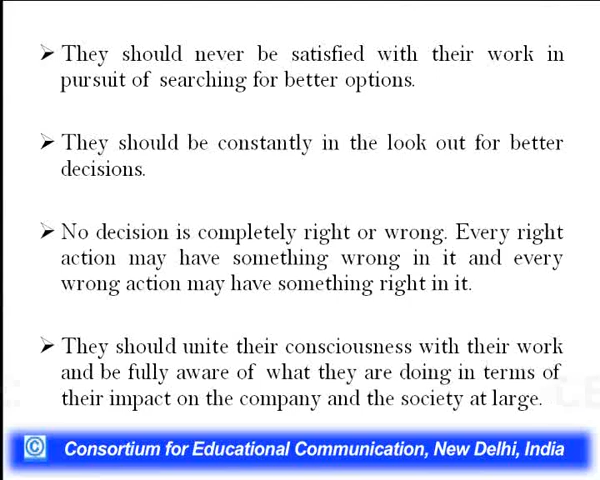 ➢ They should never be satisfied with their work in
pursuit of searching for better options.
➢ They should be constantly in the look out for better
decisions.
➢ No decision is completely right or wrong. Every right
action may have something wrong in it and every
wrong action may have something right in it.
➢ They should unite their consciousness with their work
and be fully aware of what they are doing in terms of
their impact on the company and the society at large.
© Consortium for Educational Communication, New Delhi, India